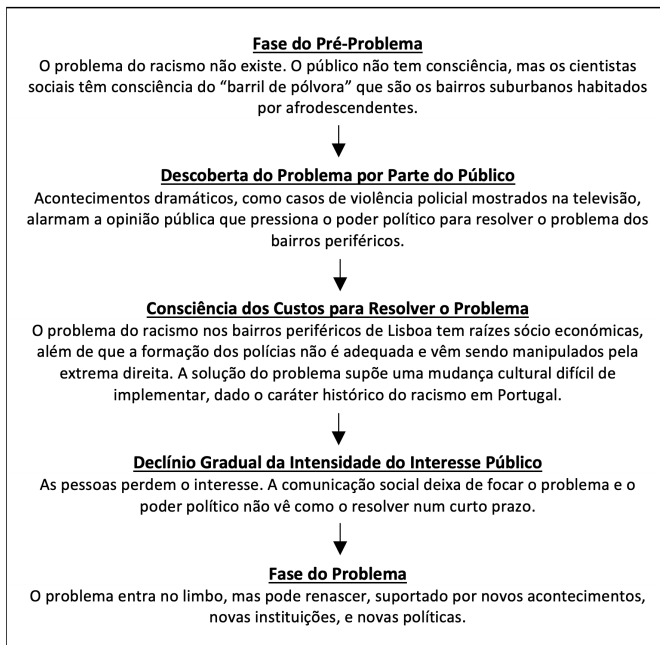 Fase do Pré-Problema
O problema do racismo não existe. O público não tem consciência, mas os cientistas
sociais têm consciência do “barril de pólvora” que são os bairros suburbanos habitados
por afrodescendentes.
Descoberta do Problema por Parte do Público
Acontecimentos dramáticos, como casos de violência policial mostrados na televisão,
alarmam a opinião pública que pressiona o poder político para resolver o problema dos
bairros periféricos.
Consciência dos Custos para Resolver o Problema
O problema do racismo nos bairros periféricos de Lisboa tem raízes sócio económicas,
além de que a formação dos polícias não é adequada e vêm sendo manipulados pela
extrema direita. A solução do problema supõe uma mudança cultural difícil de
implementar, dado o caráter histórico do racismo em Portugal.
Declínio Gradual da Intensidade do Interesse Público
As pessoas perdem o interesse. A comunicação social deixa de focar o problema e o
poder político não vê como o resolver num curto prazo.
Fase do Problema
O problema entra no limbo, mas pode renascer, suportado por novos acontecimentos,
novas instituições, e novas políticas.